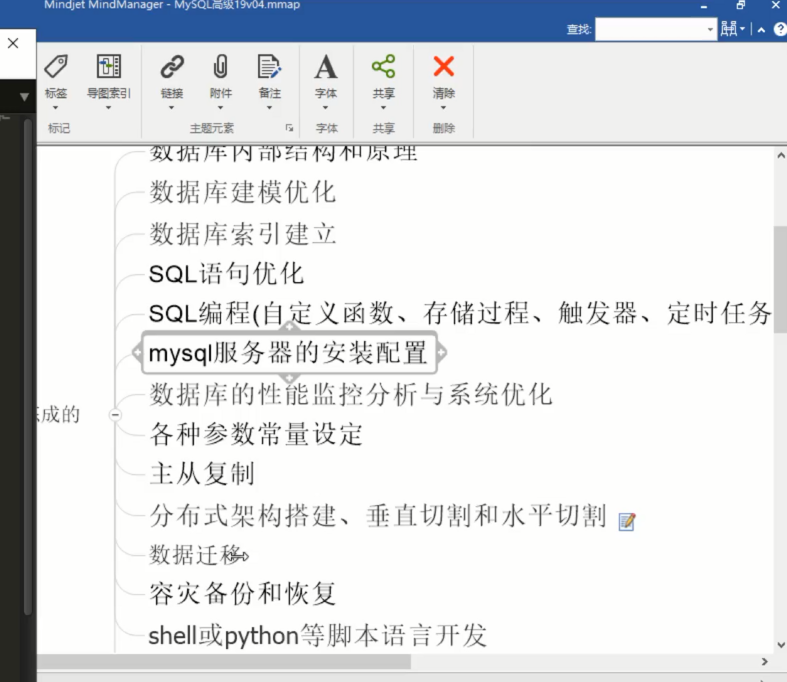 Mindjet MindManager - MySQL高级19v04.mmap
查找:
标签 导图索引 链接 附件 备注 字体 共享 清除
标记 主题元素 字体 共享 删除
数据库内部结构和原理
数据库建模优化
数据库索引建立
SQL语句优化
SQL编程(自定义函数、存储过程、触发器、定时任务
mysql服务器的安装配置
数据库的性能监控分析与系统优化
炼成的
各种参数常量设定
主从复制
分布式架构搭建、垂直切割和水平切割
数据迁移
容灾备份和恢复
shell或python等脚本语言开发